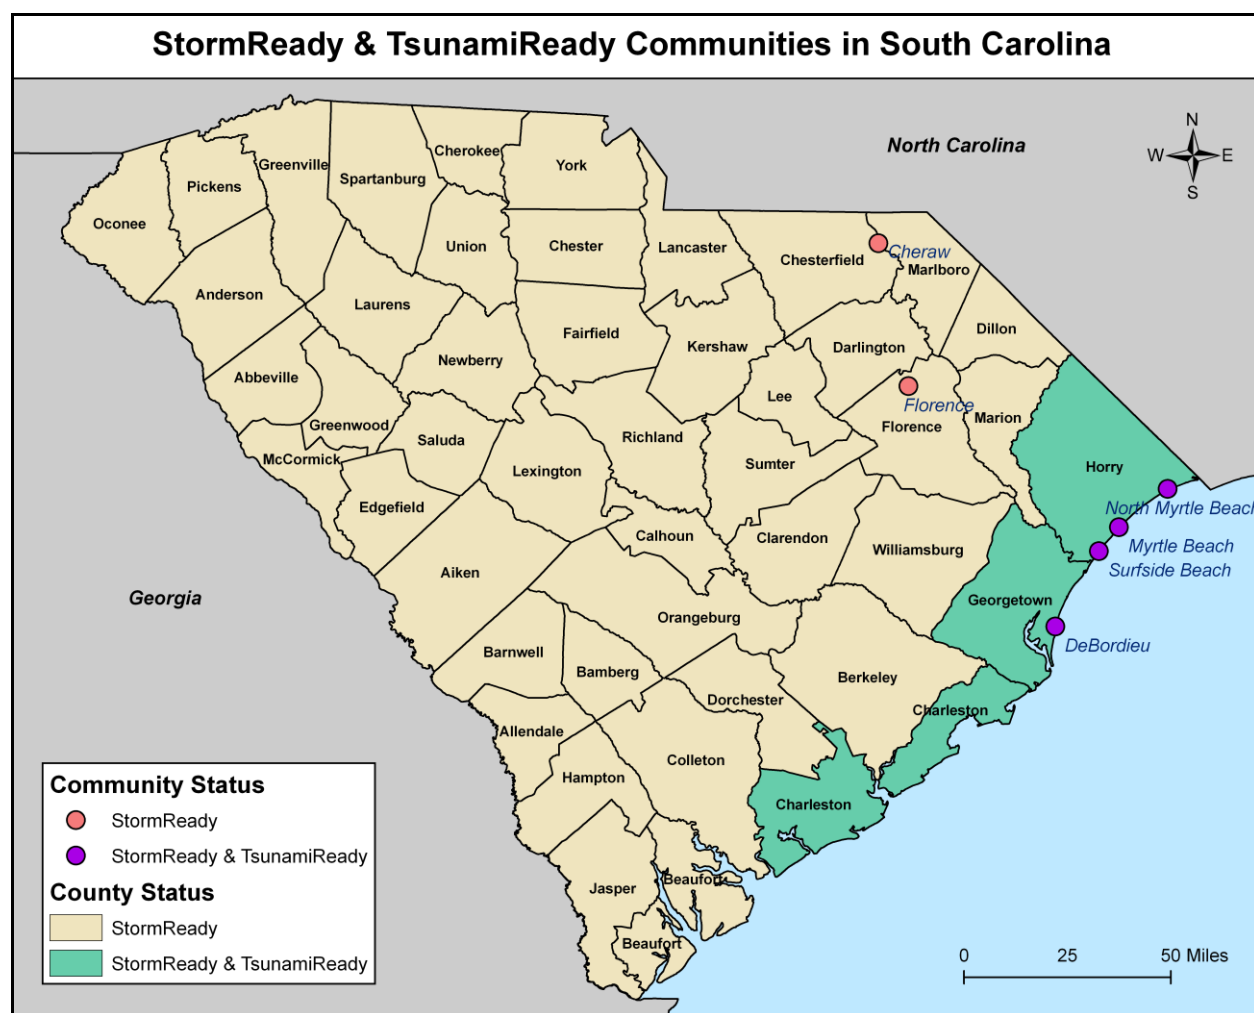 StormReady & TsunamiReady Communities in South Carolina
N
W E
S
North Carolina
Cherokee
Greenville
York
Spartanburg
Pickens
Oconee
Union
Chester
Lancaster
Cheraw
Chesterfield
Marlboro
Anderson
Laurens
Fairfield
Dillon
Kershaw
Darlington
Newberry
Abbeville
Lee
Florence
Marion
Greenwood
Florence
Richland
Saluda
McCormick
Sumter
Horry
Lexington
Edgefield
North Myrtle Beach
Calhoun
Clarendon
Myrtle Beach
Williamsburg
Surfside Beach
Aiken
Georgia
Georgetown
Orangeburg
DeBordieu
Barnwell
Bamberg
Berkeley
Dorchester
Charleston
Allendale
Colleton
Hampton
Charleston
Beaufort
Jasper
Beaufort
Community Status
StormReady
StormReady & TsunamiReady
County Status
StormReady
StormReady & TsunamiReady
0 25 50 Miles